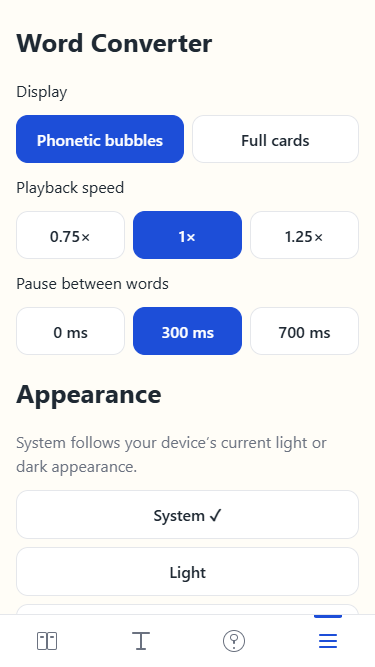 Word Converter
Display
Phonetic bubbles
Full cards
Playback speed
0.75×
1×
1.25×
Pause between words
0 ms
300 ms
700 ms
Appearance
System follows your device's current light or
dark appearance.
System ✓
Light